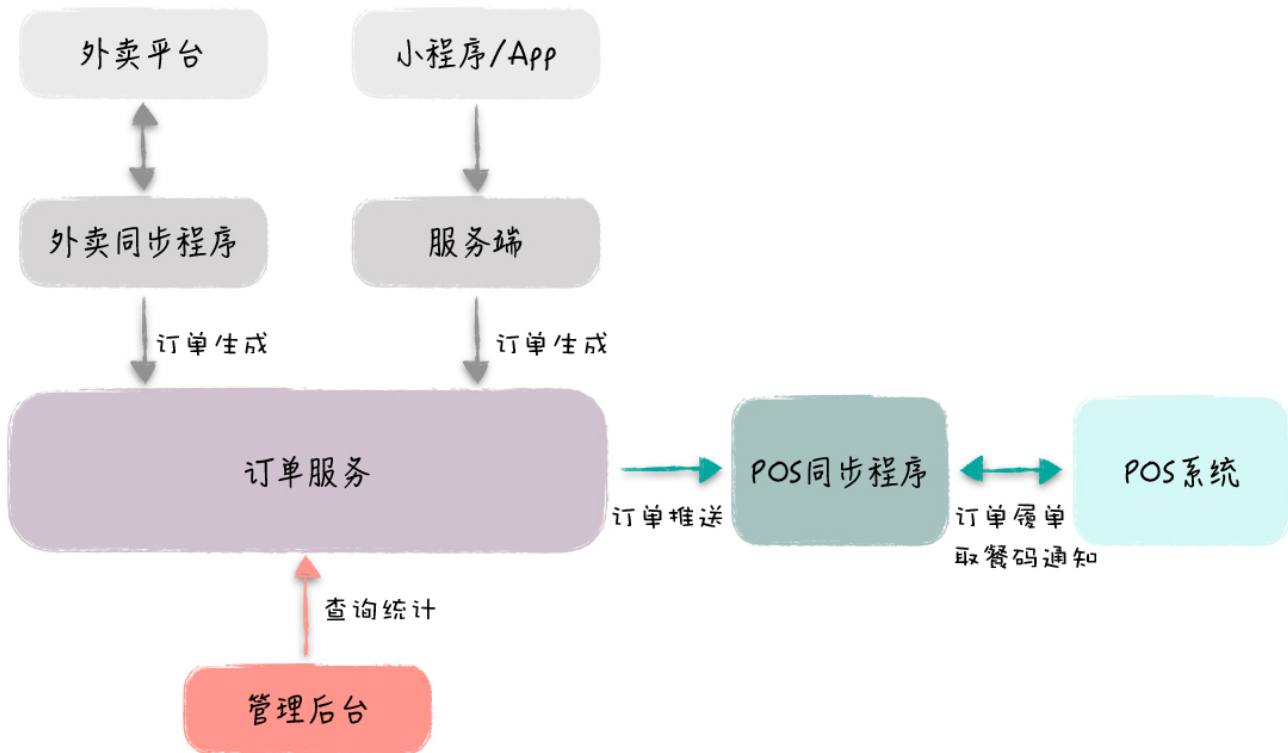 外卖平台
小程序/App
外卖同步程序
服务端
订单生成
订单生成
订单服务
POS同步程序
POS系统
订单推送
订单履单
取餐码通知
查询统计
管理后台